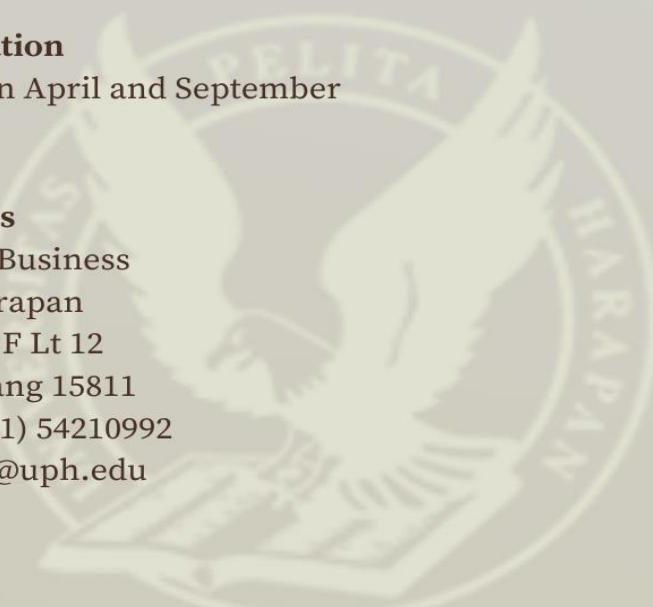 tion
n April and September
s
Business
rapan
F Lt 12
ang 15811
1) 54210992
@uph.edu
PELITA
HARAPAN